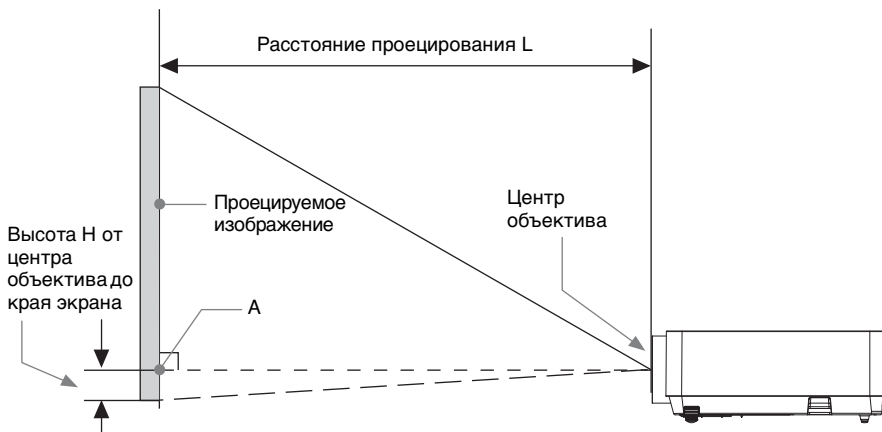 Расстояние проецирования L
Проецируемое
изображение
Центр
объектива
Высота H от
центра
объектива до
края экрана
A